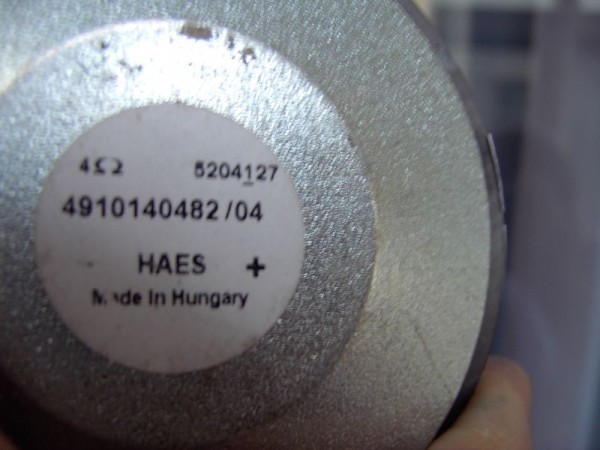 4Ω 5204127
4910140482/04
- HAES +
Made In Hungary